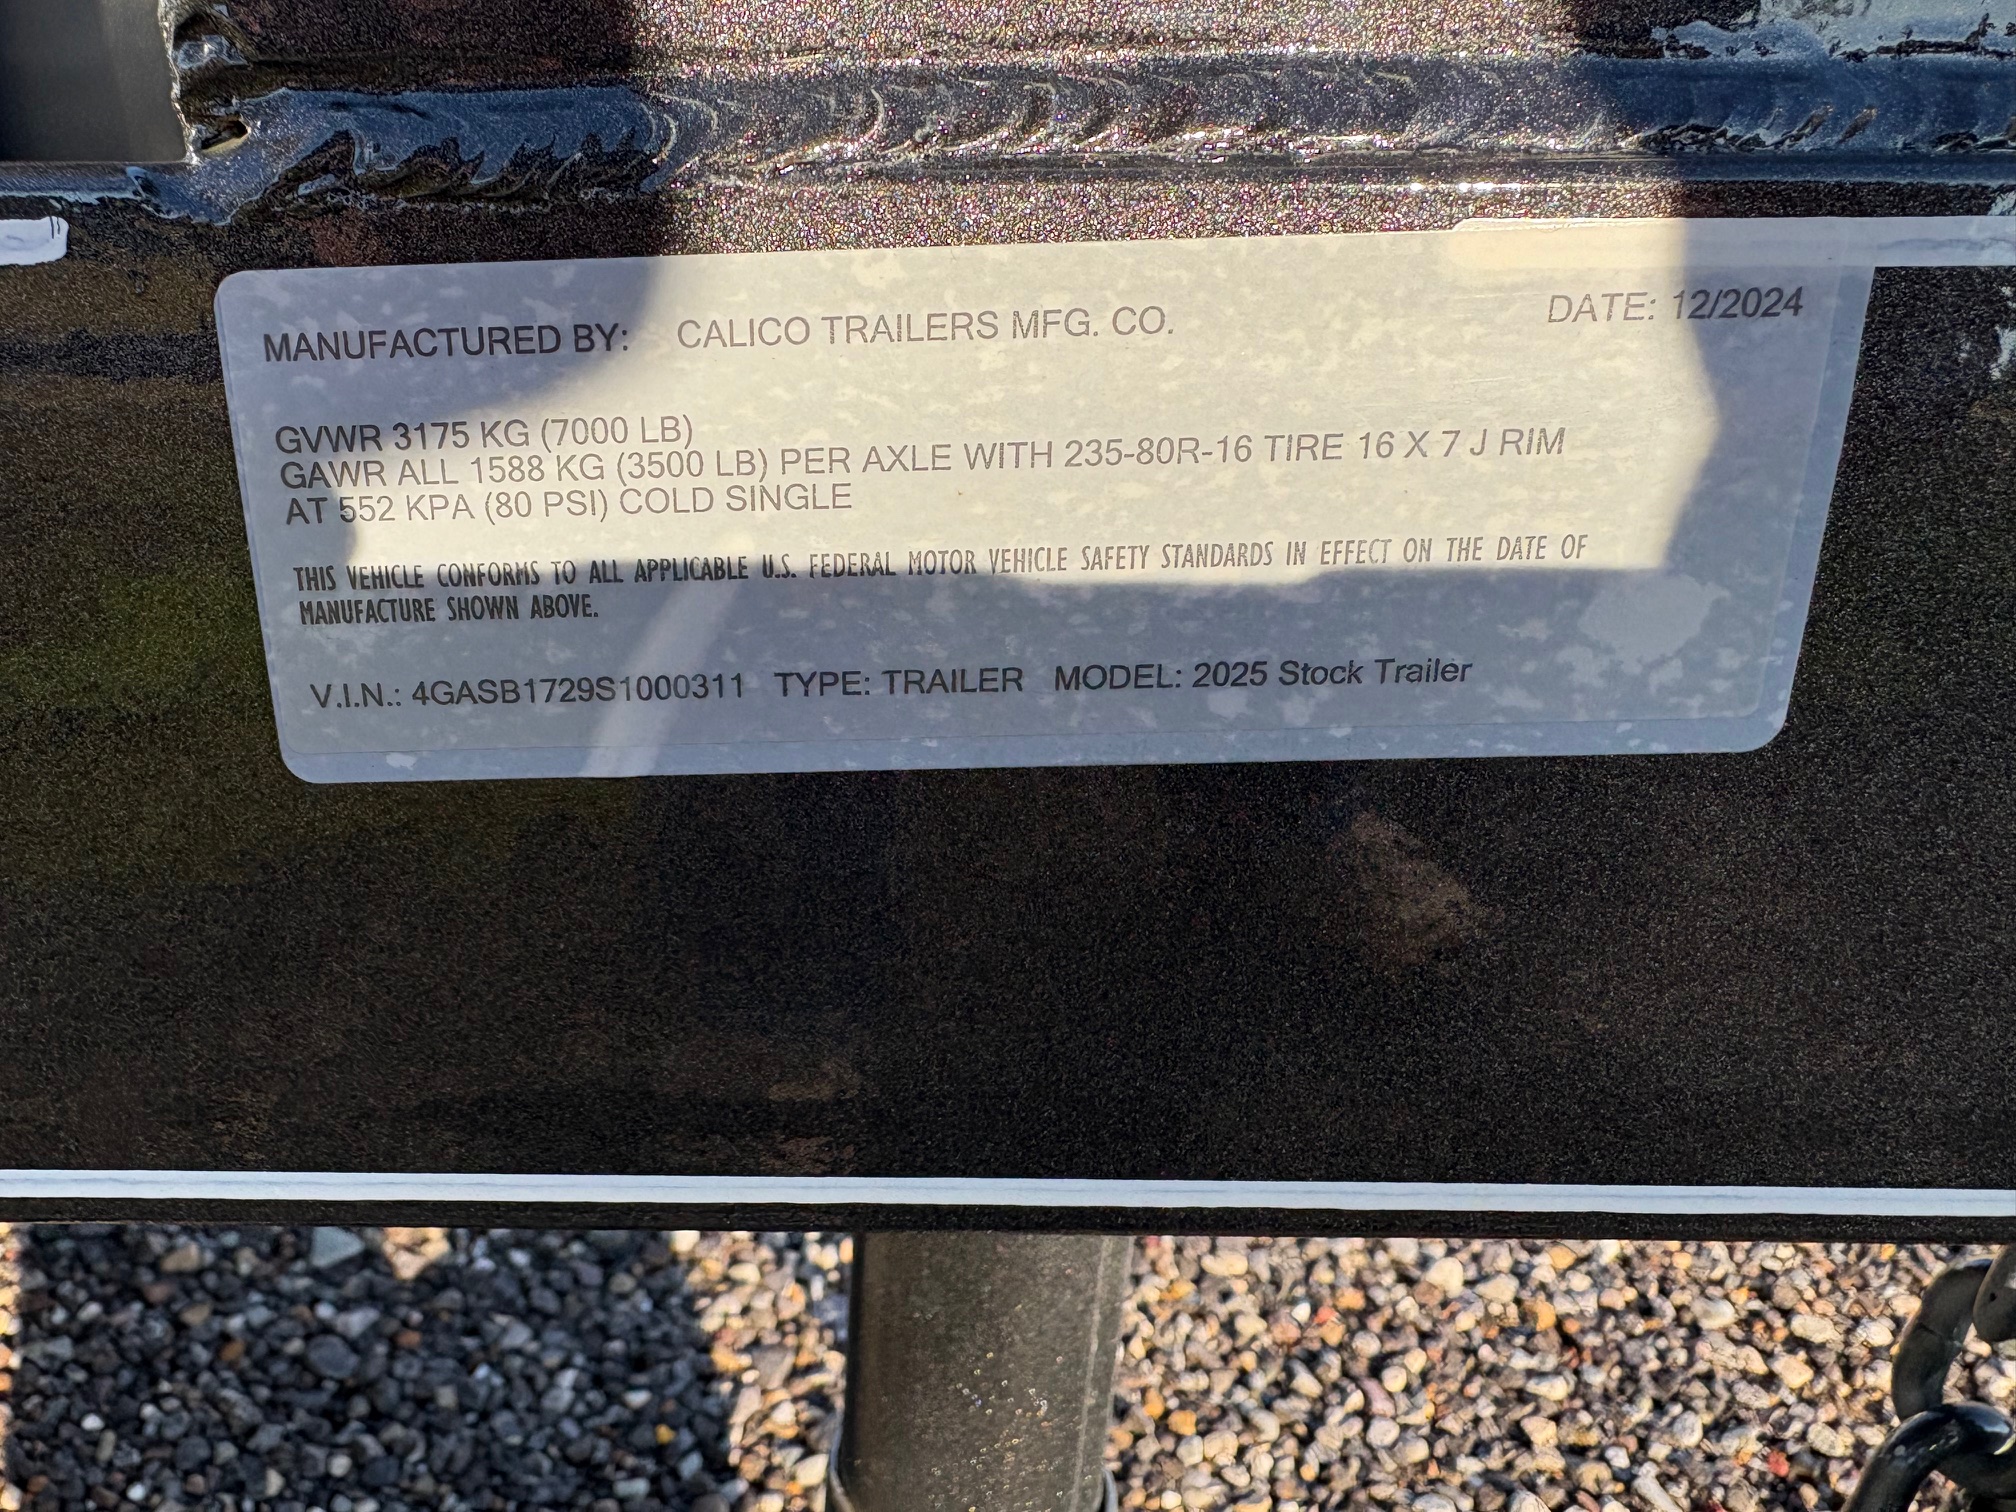 MANUFACTURED BY: CALICO TRAILERS MFG. CO. DATE: 12/2024
GVWR 3175 KG (7000 LB)
GAWR ALL 1588 KG (3500 LB) PER AXLE WITH 235-80R-16 TIRE 16 X 7 J RIM
AT 552 KPA (80 PSI) COLD SINGLE
THIS VEHICLE CONFORMS TO ALL APPLICABLE U.S. FEDERAL MOTOR VEHICLE SAFETY STANDARDS IN EFFECT ON THE DATE OF
MANUFACTURE SHOWN ABOVE.
V.I.N.: 4GASB1729S1000311 TYPE: TRAILER MODEL: 2025 Stock Trailer